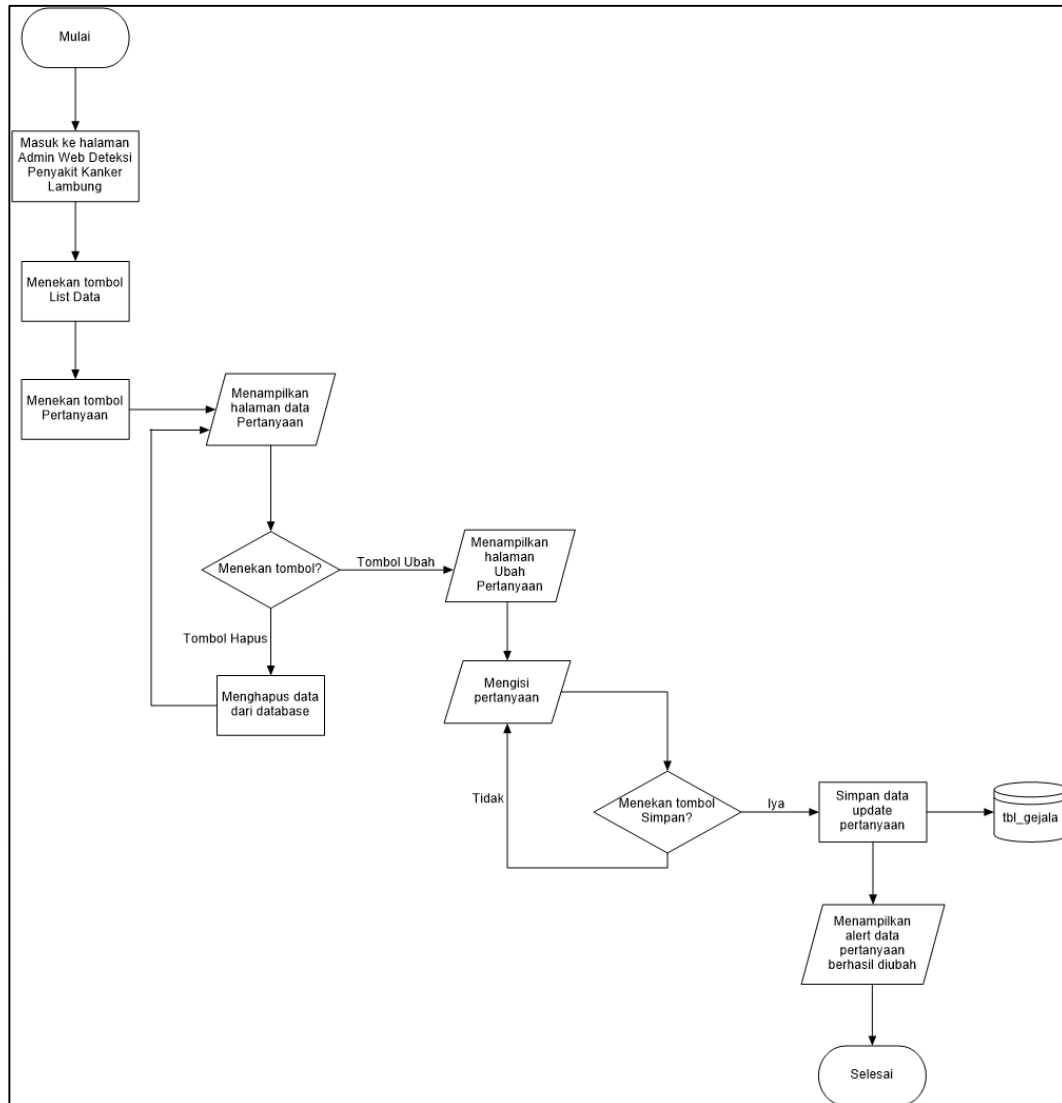 Mulai
Masuk ke halaman
Admin Web Deteksi
Penyakit Kanker
Lambung
Menekan tombol
List Data
Menekan tombol
Pertanyaan
Menampilkan
halaman data
Pertanyaan
Menekan tombol?
Tombol Ubah
Tombol Hapus
Menghapus data
dari database
Menampilkan
halaman
Ubah
Pertanyaan
Mengisi
pertanyaan
Menekan tombol
Simpan?
Tidak
Iya
Simpan data
update
pertanyaan
tbl_gejala
Menampilkan
alert data
pertanyaan
berhasil diubah
Selesai